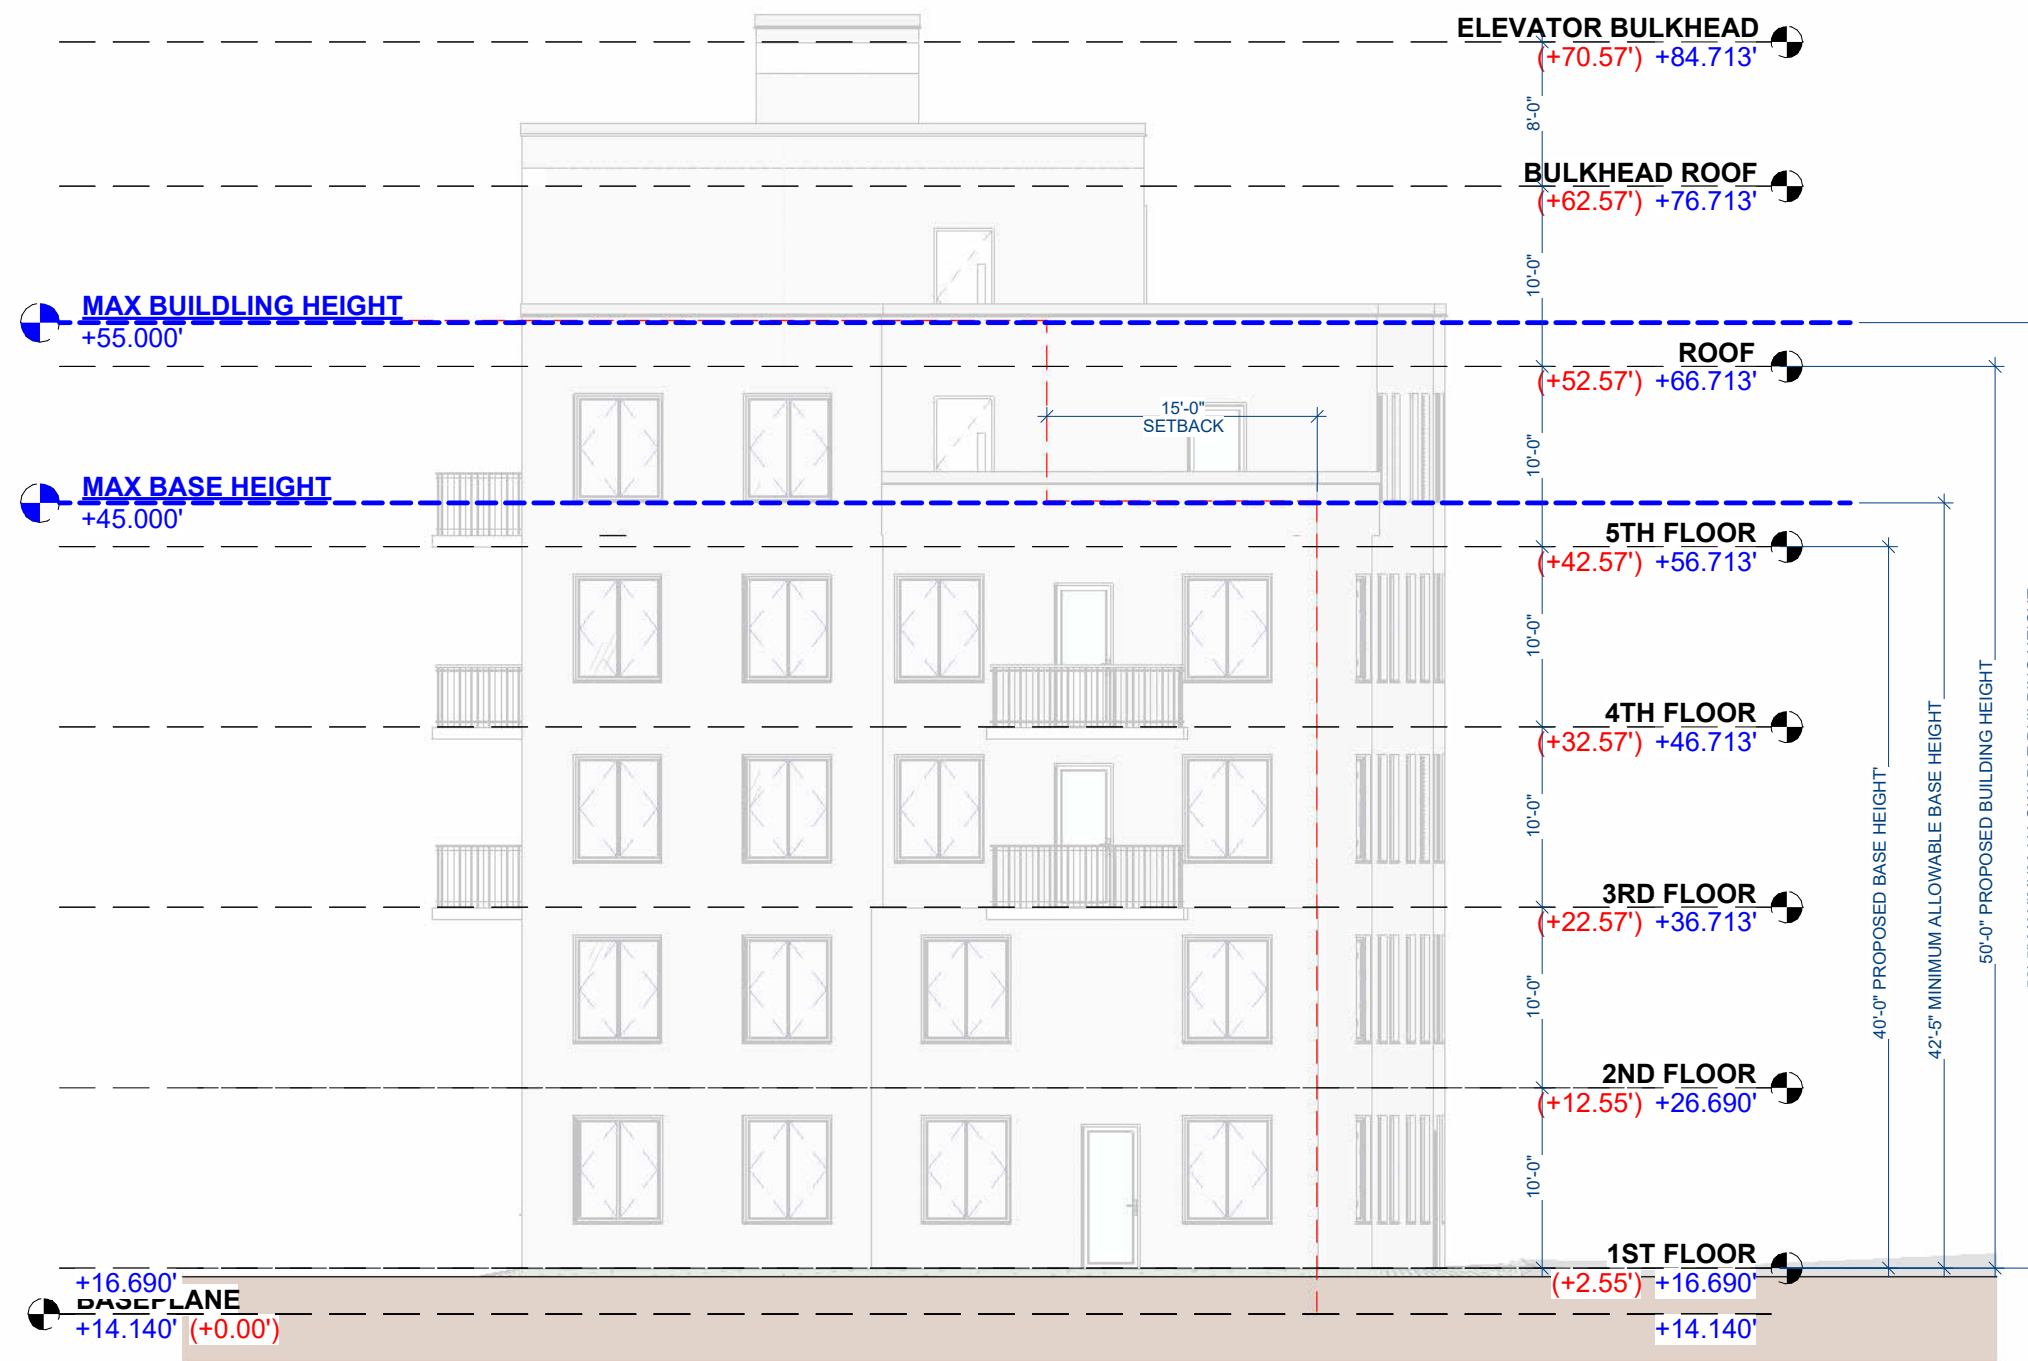 ELEVATOR BULKHEAD
(+70.57') +84.713'
8'-0"
BULKHEAD ROOF
(+62.57') +76.713'
10'-0"
MAX BUILDLING HEIGHT
+55.000'
ROOF
(+52.57') +66.713'
15'-0"
SETBACK
10'-0"
MAX BASE HEIGHT
+45.000'
5TH FLOOR
(+42.57') +56.713'
10'-0"
4TH FLOOR
(+32.57') +46.713'
10'-0"
3RD FLOOR
(+22.57') +36.713'
10'-0"
2ND FLOOR
(+12.55') +26.690'
10'-0"
1ST FLOOR
(+2.55') +16.690'
+16.690'
BASEPLANE
+14.140' (+0.00')
+14.140'
40'-0" PROPOSED BASE HEIGHT'
42'-5" MINIMUM ALLOWABLE BASE HEIGHT
50'-0" PROPOSED BUILDING HEIGHT